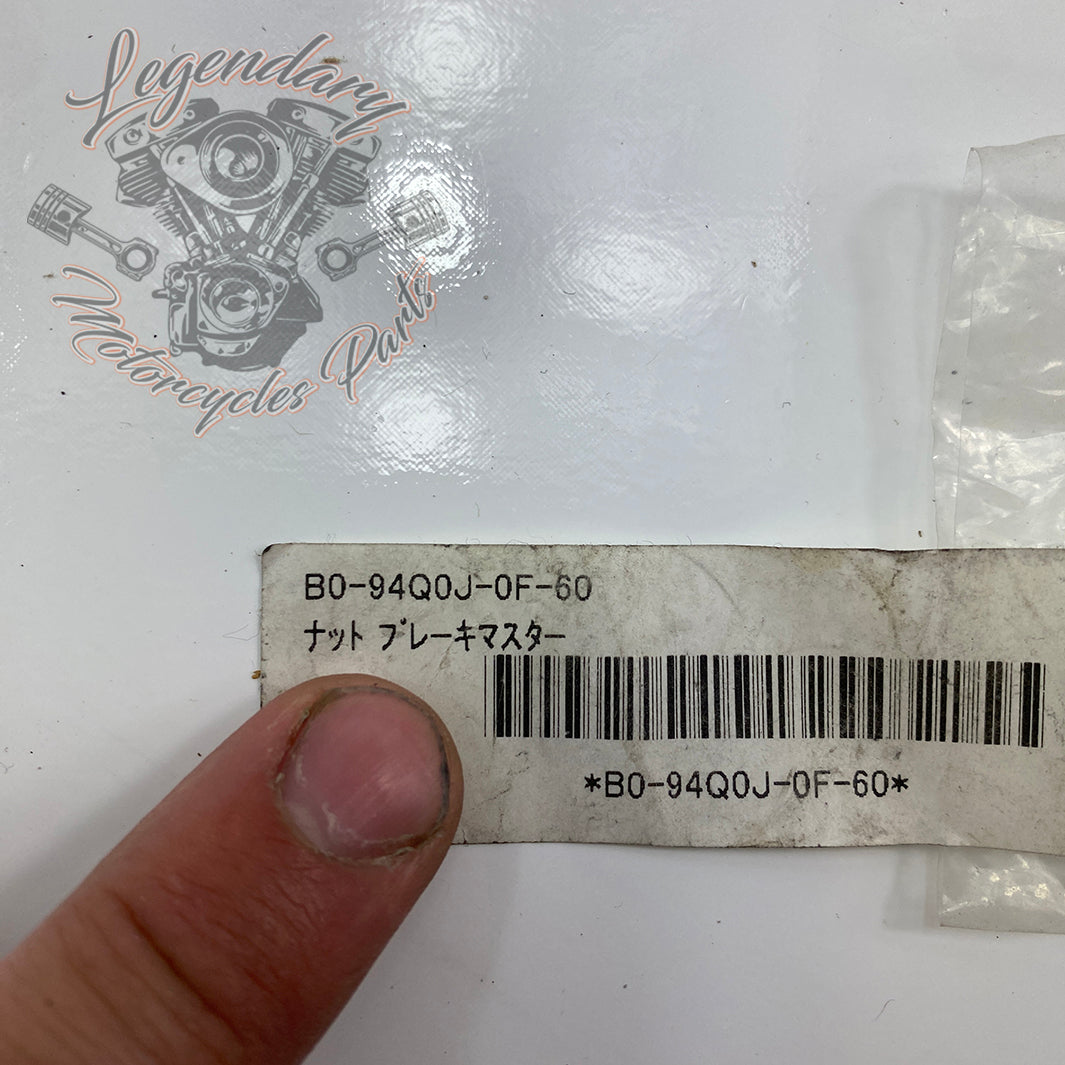 Legendary
Motorcycles Parts
B0-94Q0J-0F-60
ナット ブレーキマスター
*B0-94Q0J-0F-60*